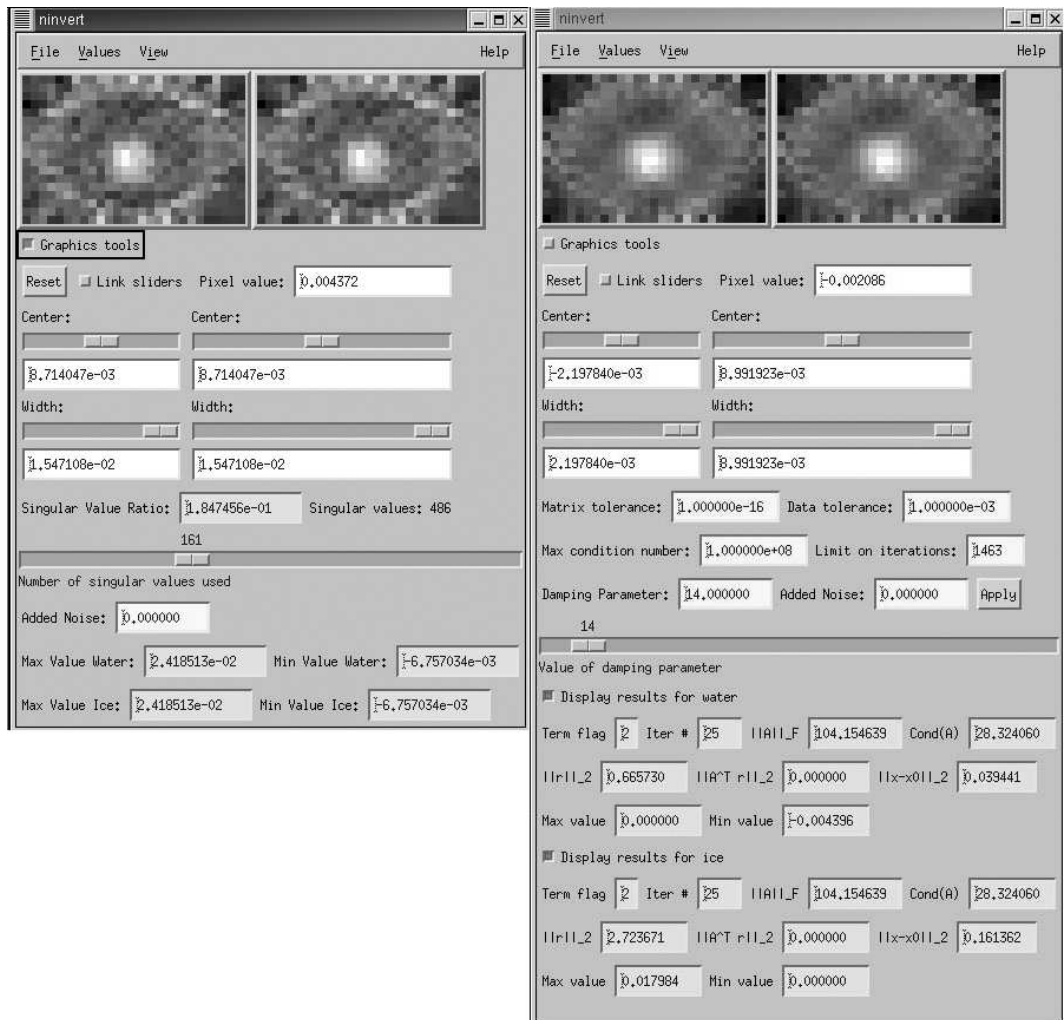 ninvert
File Values View Help
Graphics tools
Reset Link sliders Pixel value: 0.004372
Center: Center:
8.714047e-03 8.714047e-03
Width: Width:
1.547108e-02 1.547108e-02
Singular Value Ratio: 1.847456e-01 Singular values: 486
161
Number of singular values used
Added Noise: 0.000000
Max Value Water: 2.418513e-02 Min Value Water: -6.757034e-03
Max Value Ice: 2.418513e-02 Min Value Ice: -6.757034e-03
ninvert
File Values View Help
Graphics tools
Reset Link sliders Pixel value: -0.002086
Center: Center:
-2.197840e-03 8.991923e-03
Width: Width:
2.197840e-03 8.991923e-03
Matrix tolerance: 1.000000e-16 Data tolerance: 1.000000e-03
Max condition number: 1.000000e+08 Limit on iterations: 1463
Damping Parameter: 14.000000 Added Noise: 0.000000 Apply
14
Value of damping parameter
Display results for water
Term flag 2 Iter # 25 ||A||_F 104.154639 Cond(A) 28.324060
||r||_2 0.665730 ||A^T r||_2 0.000000 ||x-x0||_2 0.039441
Max value 0.000000 Min value -0.004396
Display results for ice
Term flag 2 Iter # 25 ||A||_F 104.154639 Cond(A) 28.324060
||r||_2 2.723671 ||A^T r||_2 0.000000 ||x-x0||_2 0.161362
Max value 0.017984 Min value 0.000000